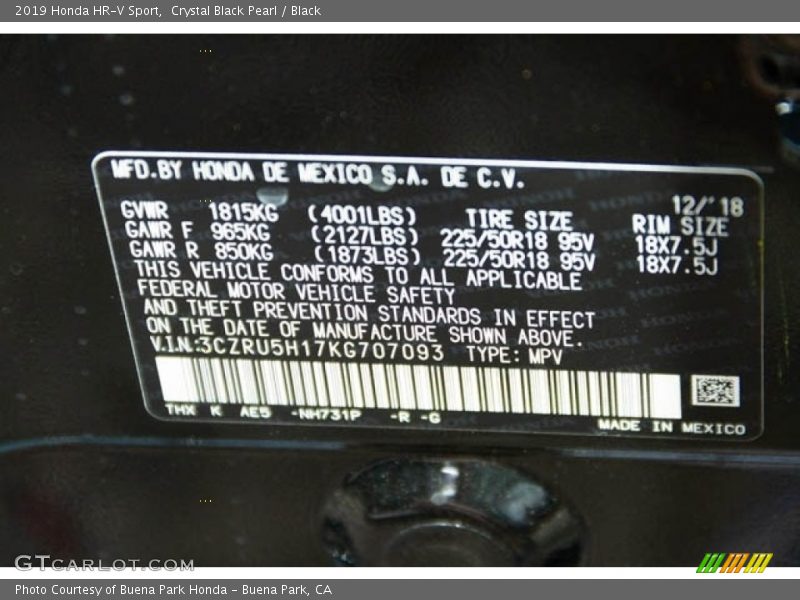 2019 Honda HR-V Sport,  Crystal Black Pearl / Black
MFD.BY HONDA DE MEXICO S.A. DE C.V.
12/'18
GVWR 1815KG (4001LBS) TIRE SIZE RIM SIZE
GAWR F 965KG (2127LBS) 225/50R18 95V 18X7.5J
GAWR R 850KG (1873LBS) 225/50R18 95V 18X7.5J
THIS VEHICLE CONFORMS TO ALL APPLICABLE
FEDERAL MOTOR VEHICLE SAFETY
AND THEFT PREVENTION STANDARDS IN EFFECT
ON THE DATE OF MANUFACTURE SHOWN ABOVE.
V.I.N.:3CZRU5H17KG707093 TYPE: MPV
THX K AE5 -NH731P -R -G
MADE IN MEXICO
GTCARLOT.COM
Photo Courtesy of Buena Park Honda - Buena Park, CA